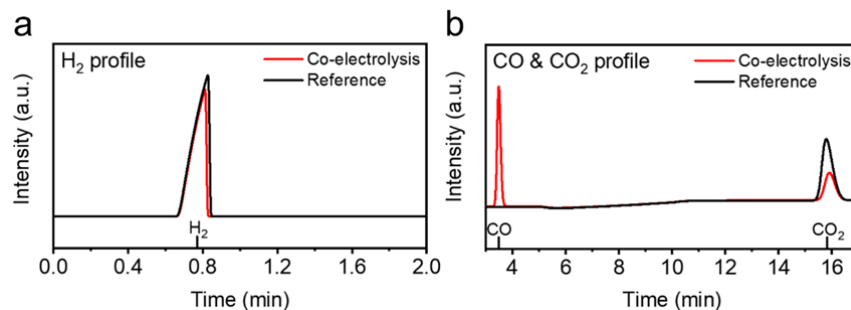 a
H₂ profile
Co-electrolysis
Reference
Intensity (a.u.)
H₂
0.0 0.4 0.8 1.2 1.6 2.0
Time (min)
b
CO & CO₂ profile
Co-electrolysis
Reference
Intensity (a.u.)
CO CO₂
4 6 8 10 12 14 16
Time (min)